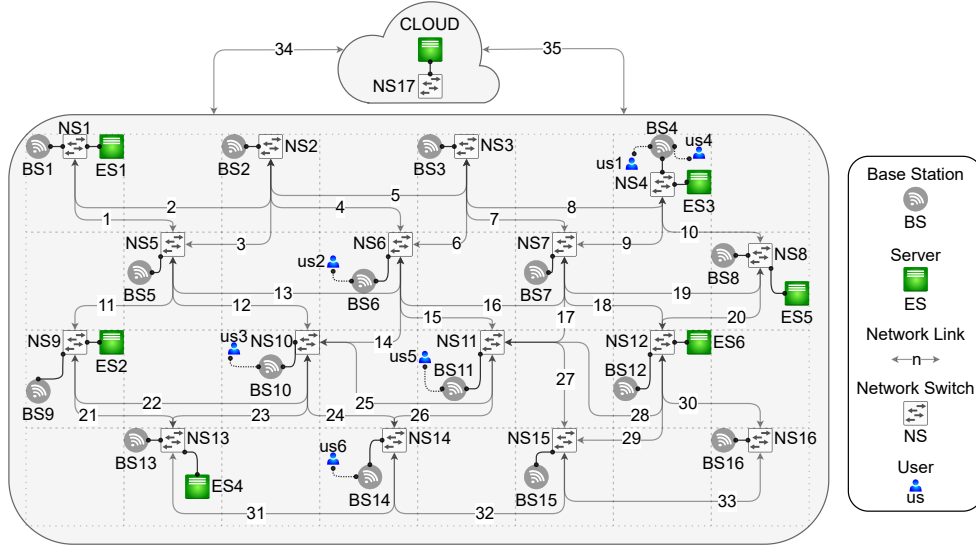 CLOUD
34
35
NS17
NS1
BS1
ES1
NS2
BS2
NS3
BS3
BS4
us1
us4
NS4
ES3
1
2
3
4
5
6
7
8
9
10
NS5
BS5
us2
NS6
BS6
NS7
BS7
NS8
BS8
ES5
11
12
13
14
15
16
17
18
19
20
NS9
BS9
ES2
us3
NS10
BS10
us5
NS11
BS11
NS12
BS12
ES6
21
22
23
24
25
26
27
28
29
30
NS13
BS13
ES4
us6
NS14
BS14
NS15
BS15
NS16
BS16
31
32
33
Base Station
BS
Server
ES
Network Link
n
Network Switch
NS
User
us